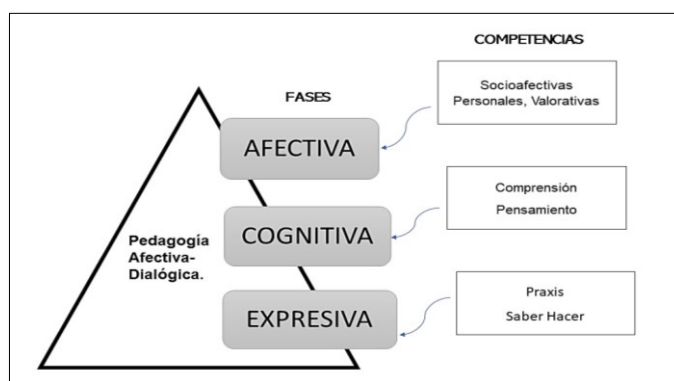 COMPETENCIAS
FASES
Socioafectivas
Personales, Valorativas
AFECTIVA
Comprensión
Pensamiento
COGNITIVA
Pedagogía
Afectiva-
Dialógica.
Praxis
Saber Hacer
EXPRESIVA